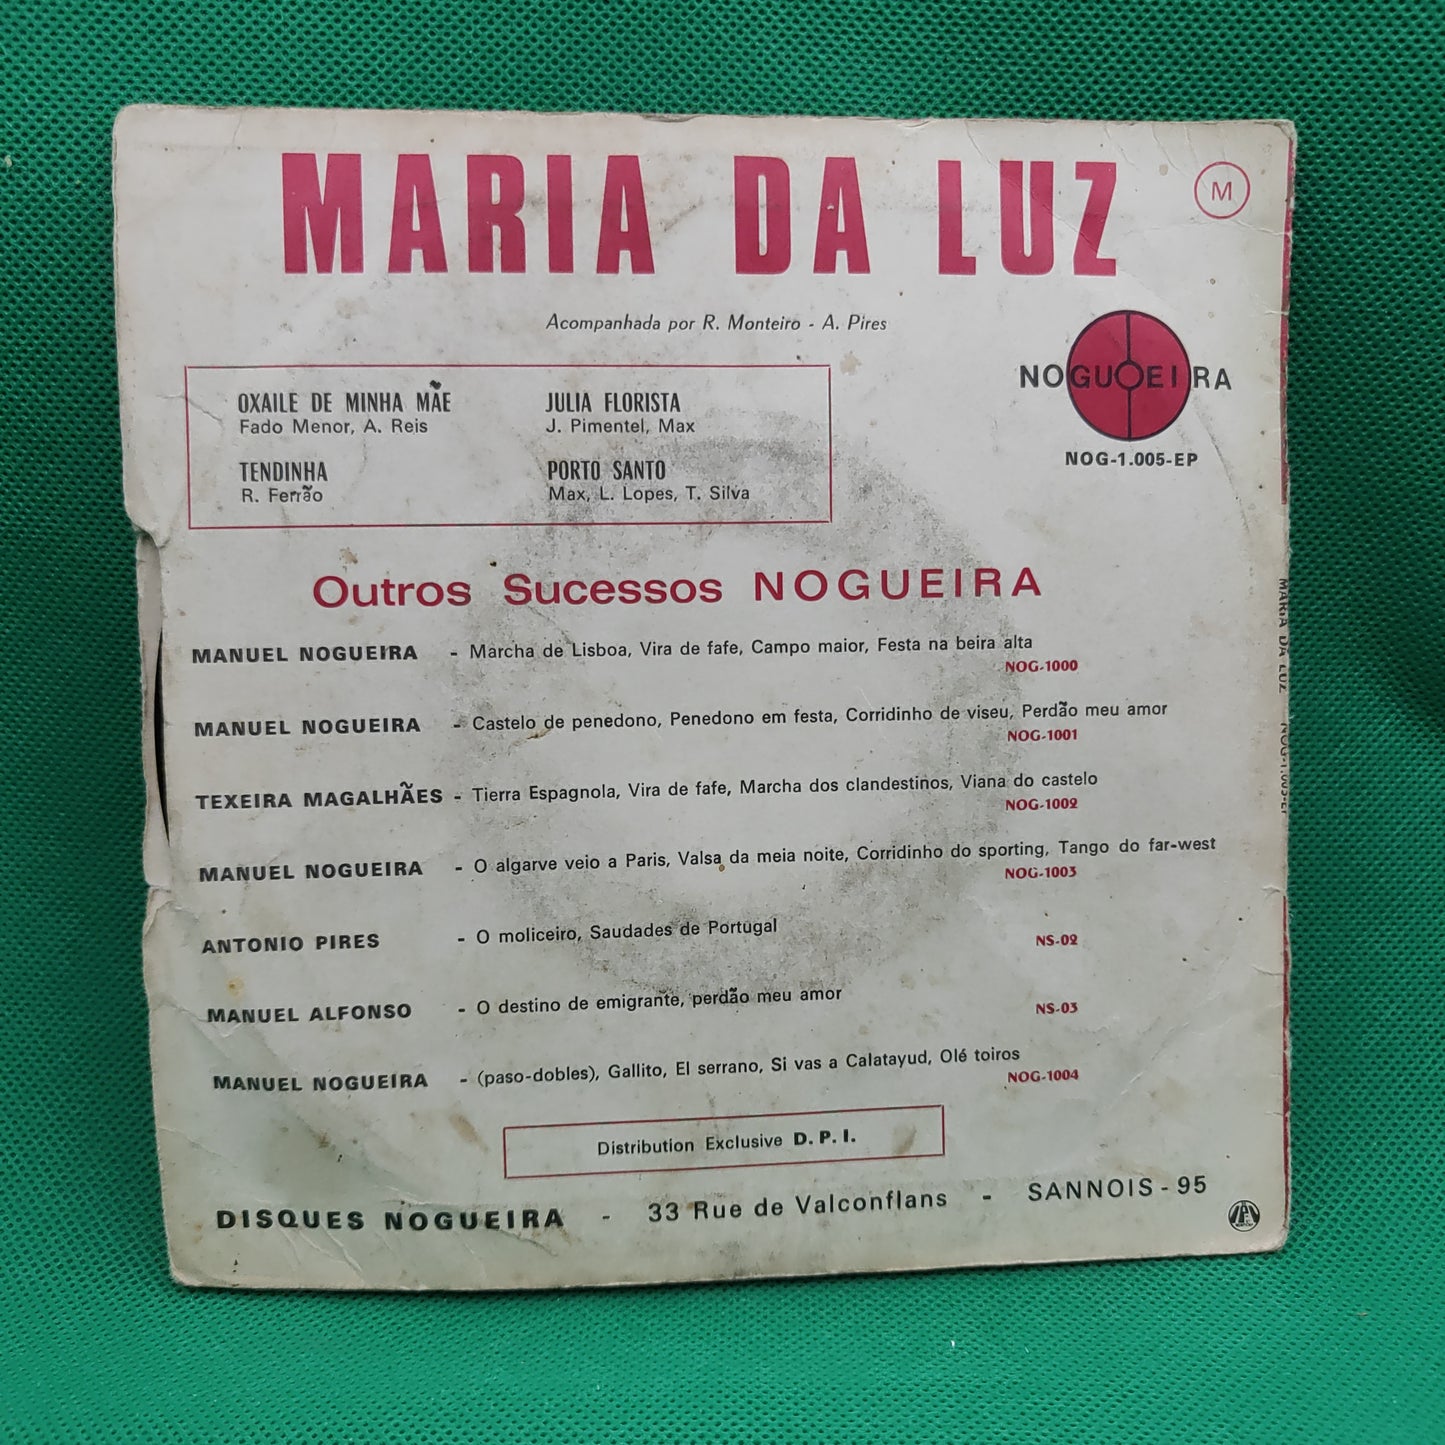 MARIA DA LUZ
M
Acompanhada por R. Monteiro - A. Pires
NOGUEIRA
NOG-1.005-EP
OXAILE DE MINHA MÃE
Fado Menor, A. Reis
TENDINHA
R. Ferrão
JULIA FLORISTA
J. Pimentel, Max
PORTO SANTO
Max, L. Lopes, T. Silva
Outros Sucessos NOGUEIRA
MANUEL NOGUEIRA - Marcha de Lisboa, Vira de fafe, Campo maior, Festa na beira alta
NOG-1000
MANUEL NOGUEIRA - Castelo de penedono, Penedono em festa, Corridinho de viseu, Perdão meu amor
NOG-1001
TEXEIRA MAGALHÃES - Tierra Espagnola, Vira de fafe, Marcha dos clandestinos, Viana do castelo
NOG-1002
MANUEL NOGUEIRA - O algarve veio a Paris, Valsa da meia noite, Corridinho do sporting, Tango do far-west
NOG-1003
ANTONIO PIRES - O moliceiro, Saudades de Portugal
NS-02
MANUEL ALFONSO - O destino de emigrante, perdão meu amor
NS-03
MANUEL NOGUEIRA - (paso-dobles), Gallito, El serrano, Si vas a Calatayud, Olé toiros
NOG-1004
Distribution Exclusive D. P. I.
DISQUES NOGUEIRA - 33 Rue de Valconflans - SANNOIS - 95
MARIA DA LUZ NOG-1.005-EP